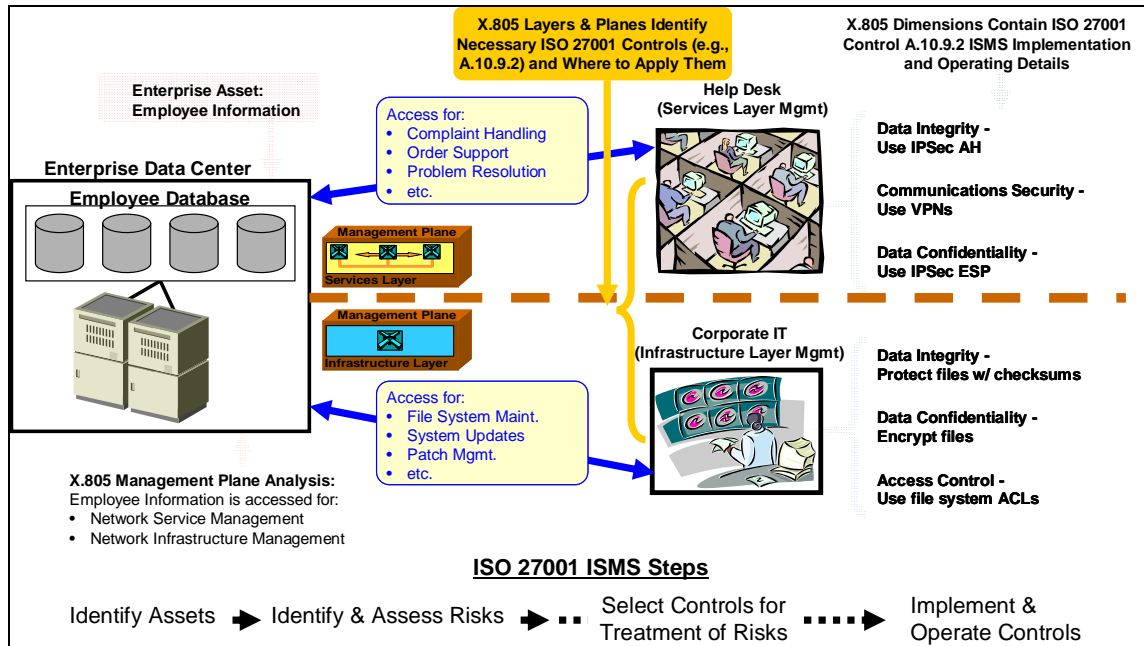 X.805 Layers & Planes Identify
Necessary ISO 27001 Controls (e.g.,
A.10.9.2) and Where to Apply Them
X.805 Dimensions Contain ISO 27001
Control A.10.9.2 ISMS Implementation
and Operating Details
Enterprise Asset:
Employee Information
Access for:
• Complaint Handling
• Order Support
• Problem Resolution
• etc.
Help Desk
(Services Layer Mgmt)
Data Integrity -
Use IPSec AH
Communications Security -
Use VPNs
Data Confidentiality -
Use IPSec ESP
Enterprise Data Center
Employee Database
Management Plane
Services Layer
Management Plane
Infrastructure Layer
Corporate IT
(Infrastructure Layer Mgmt)
Data Integrity -
Protect files w/ checksums
Data Confidentiality -
Encrypt files
Access Control -
Use file system ACLs
Access for:
• File System Maint.
• System Updates
• Patch Mgmt.
• etc.
X.805 Management Plane Analysis:
Employee Information is accessed for:
• Network Service Management
• Network Infrastructure Management
ISO 27001 ISMS Steps
Identify Assets
Identify & Assess Risks
Select Controls for
Treatment of Risks
Implement &
Operate Controls